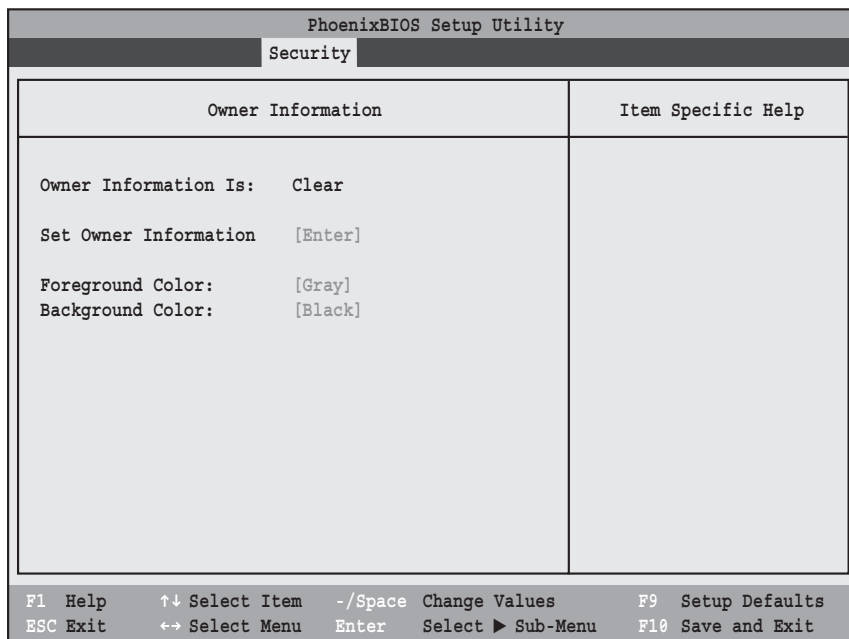 PhoenixBIOS Setup Utility
Security
Owner Information
Item Specific Help
Owner Information Is: Clear
Set Owner Information [Enter]
Foreground Color: [Gray]
Background Color: [Black]
F1 Help ↑↓ Select Item -/Space Change Values F9 Setup Defaults
ESC Exit ←→ Select Menu Enter Select ▶ Sub-Menu F10 Save and Exit